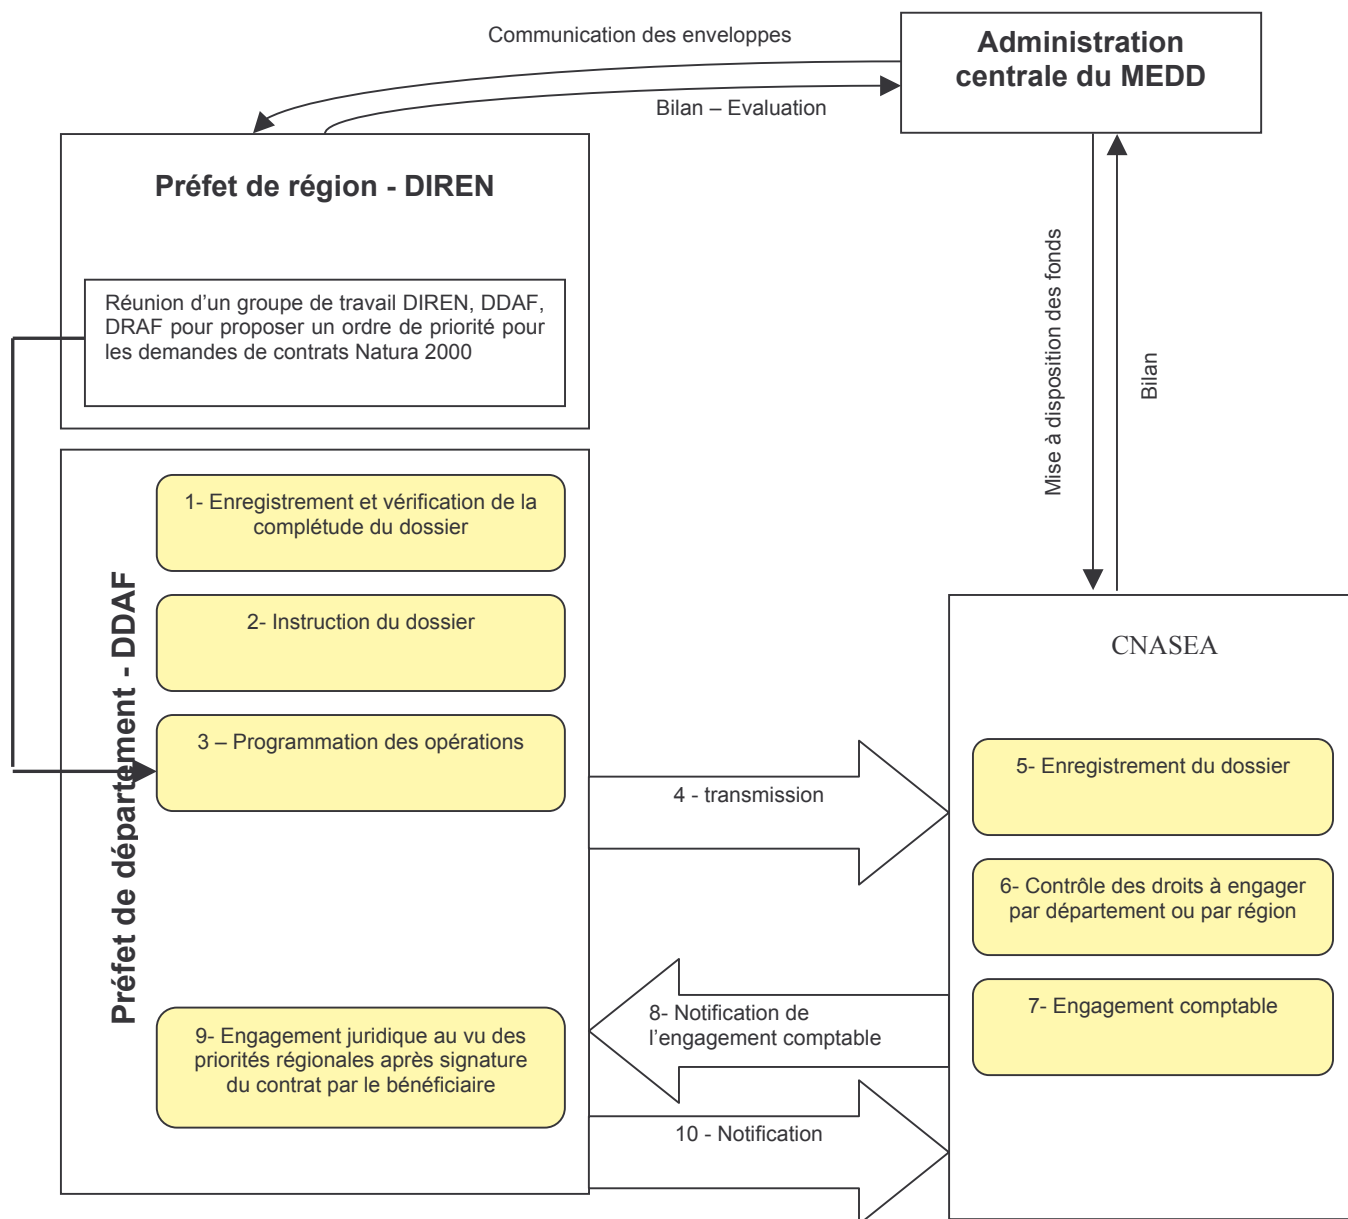 Communication des enveloppes
Administration
centrale du MEDD
Bilan – Evaluation
Préfet de région - DIREN
Réunion d’un groupe de travail DIREN, DDAF,
DRAF pour proposer un ordre de priorité pour
les demandes de contrats Natura 2000
Mise à disposition des fonds
Bilan
Préfet de département - DDAF
1- Enregistrement et vérification de la
complétude du dossier
2- Instruction du dossier
3 – Programmation des opérations
4 - transmission
CNASEA
5- Enregistrement du dossier
6- Contrôle des droits à engager
par département ou par région
7- Engagement comptable
8- Notification de
l’engagement comptable
9- Engagement juridique au vu des
priorités régionales après signature
du contrat par le bénéficiaire
10 - Notification